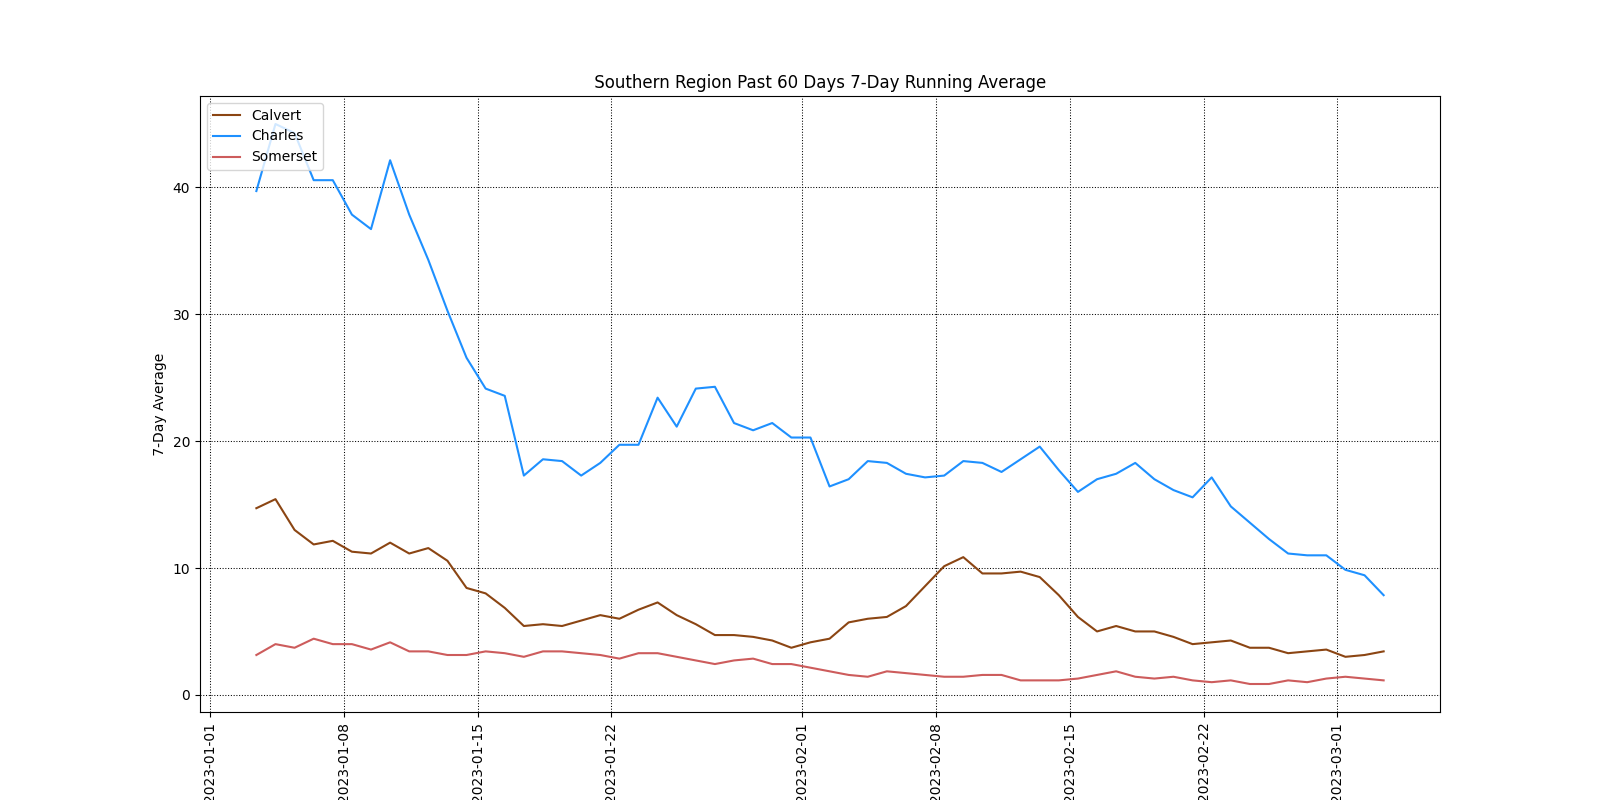 Southern Region Past 60 Days 7-Day Running Average
Calvert
Charles
Somerset
7-Day Average
40
30
20
10
0
2023-01-01
2023-01-08
2023-01-15
2023-01-22
2023-02-01
2023-02-08
2023-02-15
2023-02-22
2023-03-01